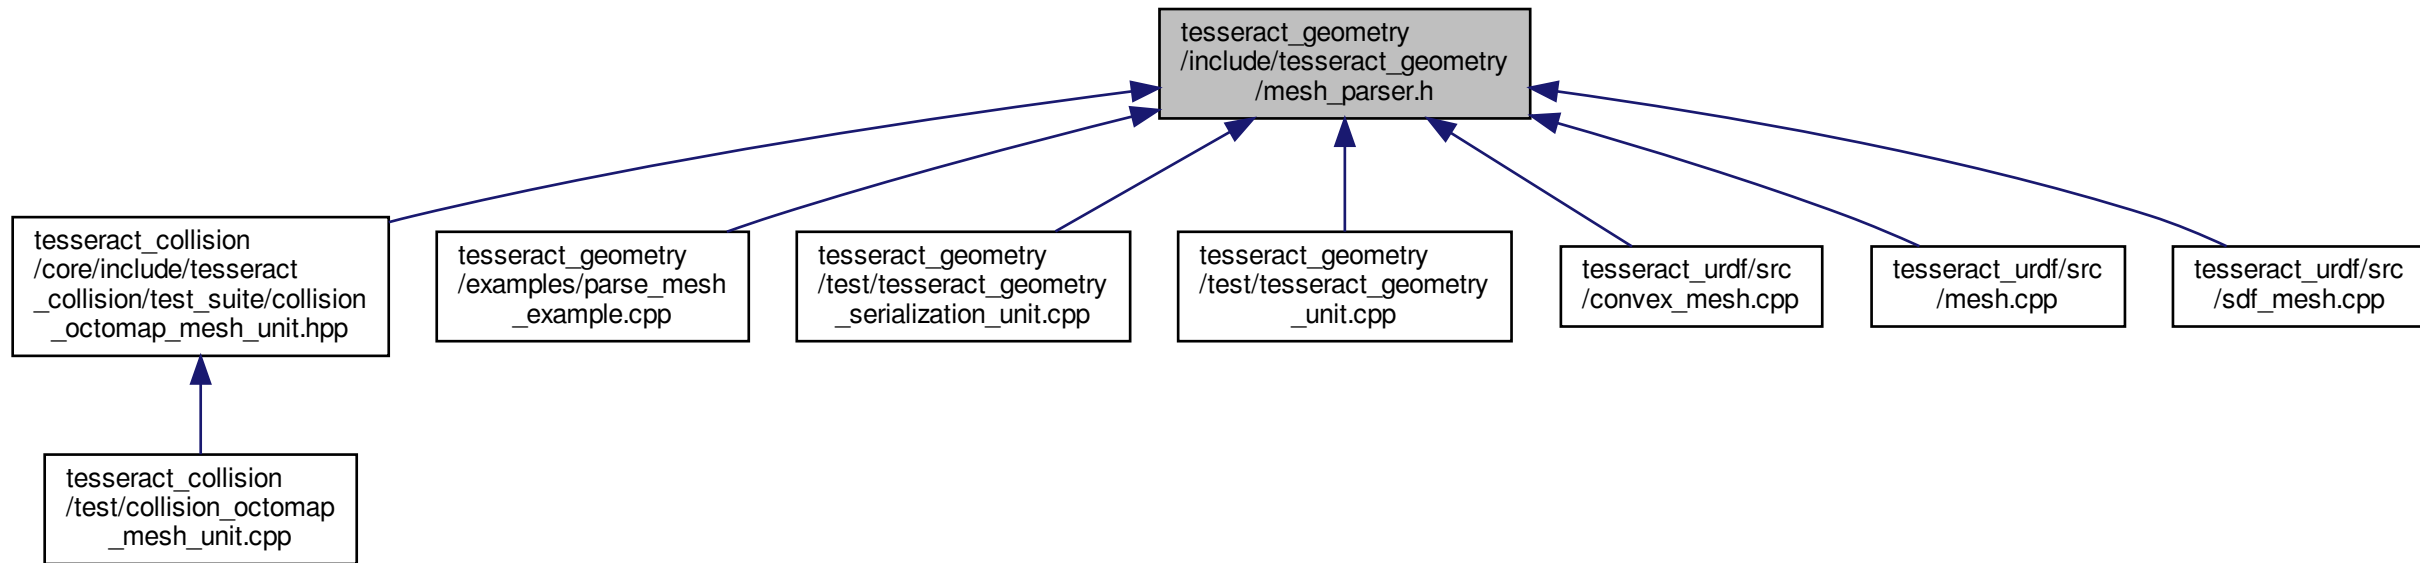 tesseract_geometry
/include/tesseract_geometry
/mesh_parser.h
tesseract_collision
/core/include/tesseract
_collision/test_suite/collision
_octomap_mesh_unit.hpp
tesseract_geometry
/examples/parse_mesh
_example.cpp
tesseract_geometry
/test/tesseract_geometry
_serialization_unit.cpp
tesseract_geometry
/test/tesseract_geometry
_unit.cpp
tesseract_urdf/src
/convex_mesh.cpp
tesseract_urdf/src
/mesh.cpp
tesseract_urdf/src
/sdf_mesh.cpp
tesseract_collision
/test/collision_octomap
_mesh_unit.cpp